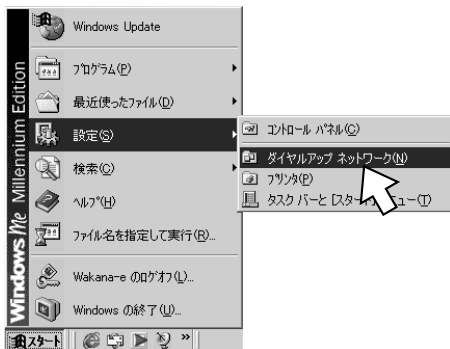 Windows Update
プログラム(P)
最近使ったファイル(D)
設定(S)
検索(C)
ヘルプ(H)
ファイル名を指定して実行(R)...
Wakana-e のログオフ(L)...
Windows の終了(U)...
Windows Me Millennium Edition
コントロール パネル(C)
ダイヤルアップ ネットワーク(N)
プリンタ(P)
タスク バーと [スタート] メニュー(T)
スタート
»